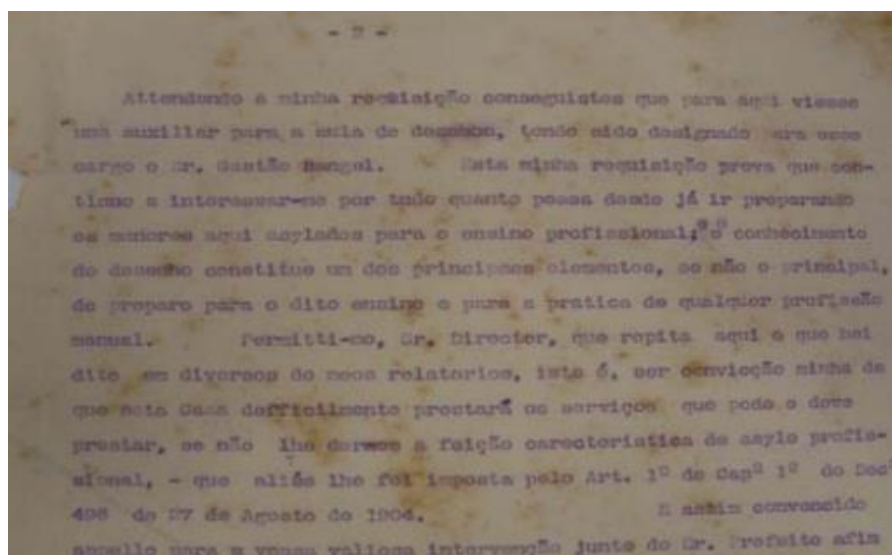 - 2 -
Attendendo a minha requisição conseguistes que para aqui viesse
uma auxiliar para a aula de desenho, tendo sido designado para esse
cargo o Sr. Gastão Rangel. Esta minha requisição prova que con-
tinuo a interessar-me por tudo quanto possa desde já ir preparando
os menores aqui asylados para o ensino profissional; o conhecimento
do desenho constitue um dos principaes elementos, se não o principal,
de preparo para o dito ensino e para a pratica de qualquer profissão
manual. Permitti-me, Sr. Director, que repita aqui o que hei
dito em diversos de meus relatorios, isto é, ser convicção minha de
que esta Casa defficilmente prestará os serviços que pode e deve
prestar, se não lhe dermos a feição caracteristica de asylo profis-
sional, - que aliás lhe foi imposta pelo Art. 1º do Capº 1º do Decº
496 de 27 de Agosto de 1904. E assim convencido
appello para a vossa valiosa intervenção junto do Sr. Prefeito afim